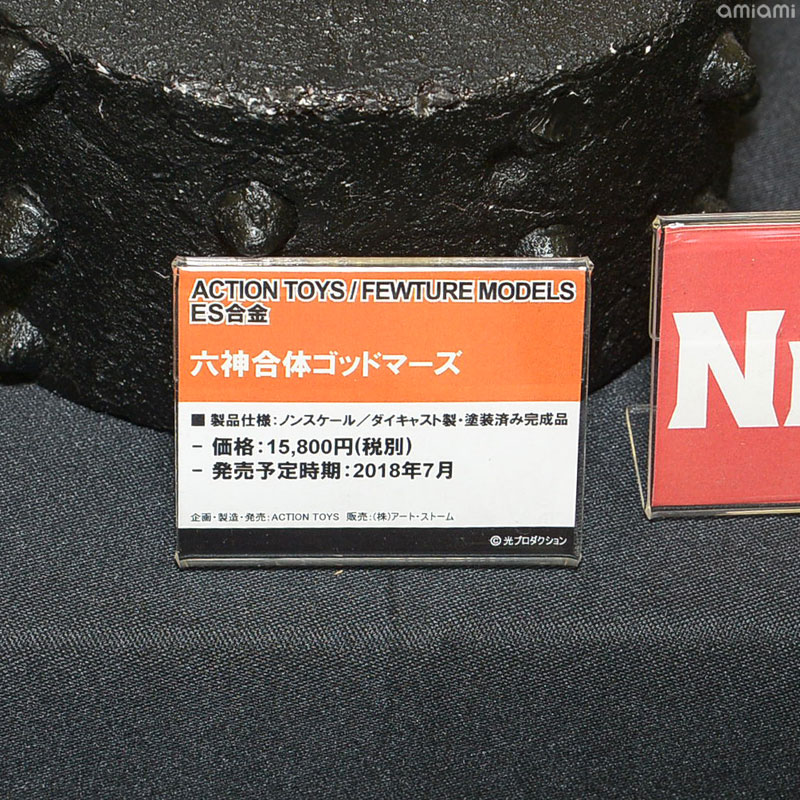 amiami
ACTION TOYS / FEWTURE MODELS
ES合金
六神合体ゴッドマーズ
■ 製品仕様:ノンスケール／ダイキャスト製・塗装済み完成品
- 価格:15,800円(税別)
- 発売予定時期:2018年7月
企画・製造・発売:ACTION TOYS 販売:(株)アート・ストーム
©光プロダクション